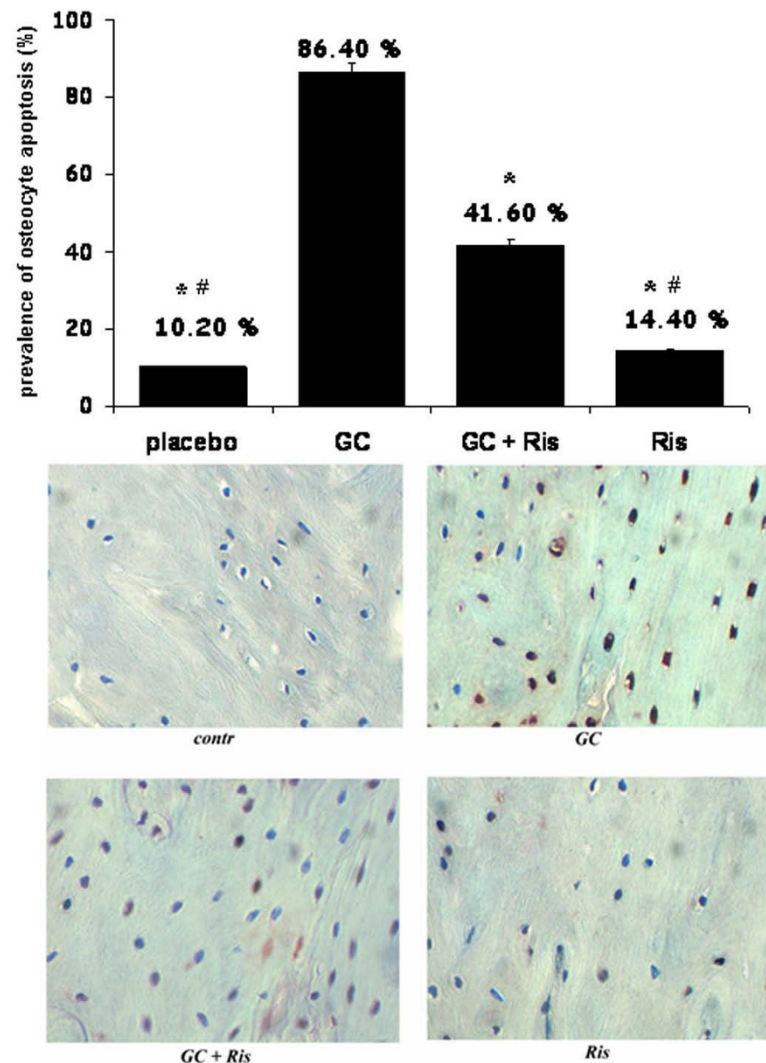 prevalence of osteocyte apoptosis (%)
100
80
60
40
20
0
* #
10.20 %
86.40 %
*
41.60 %
* #
14.40 %
placebo
GC
GC + Ris
Ris
contr
GC
GC + Ris
Ris